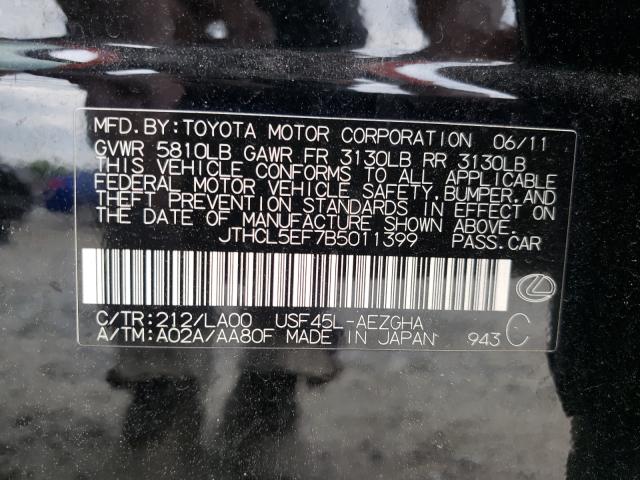 MFD.BY:TOYOTA MOTOR CORPORATION 06/11
GVWR 5810LB GAWR FR 3130LB RR 3130LB
THIS VEHICLE CONFORMS TO ALL APPLICABLE
FEDERAL MOTOR VEHICLE SAFETY,BUMPER,AND
THEFT PREVENTION STANDARDS IN EFFECT ON
THE DATE OF MANUFACTURE SHOWN ABOVE.
JTHCL5EF7B5011399 PASS.CAR
C/TR:212/LA00 USF45L-AEZGHA
A/TM:A02A/AA80F MADE IN JAPAN 943 C